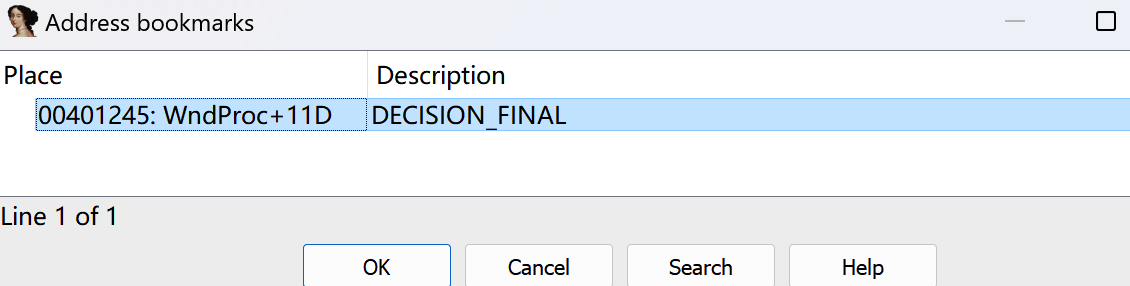 Address bookmarks
Place Description
00401245: WndProc+11D DECISION_FINAL
Line 1 of 1
OK Cancel Search Help